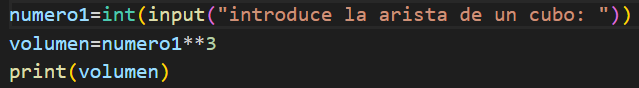 numero1=int(input("introduce la arista de un cubo: "))
volumen=numero1**3
print(volumen)